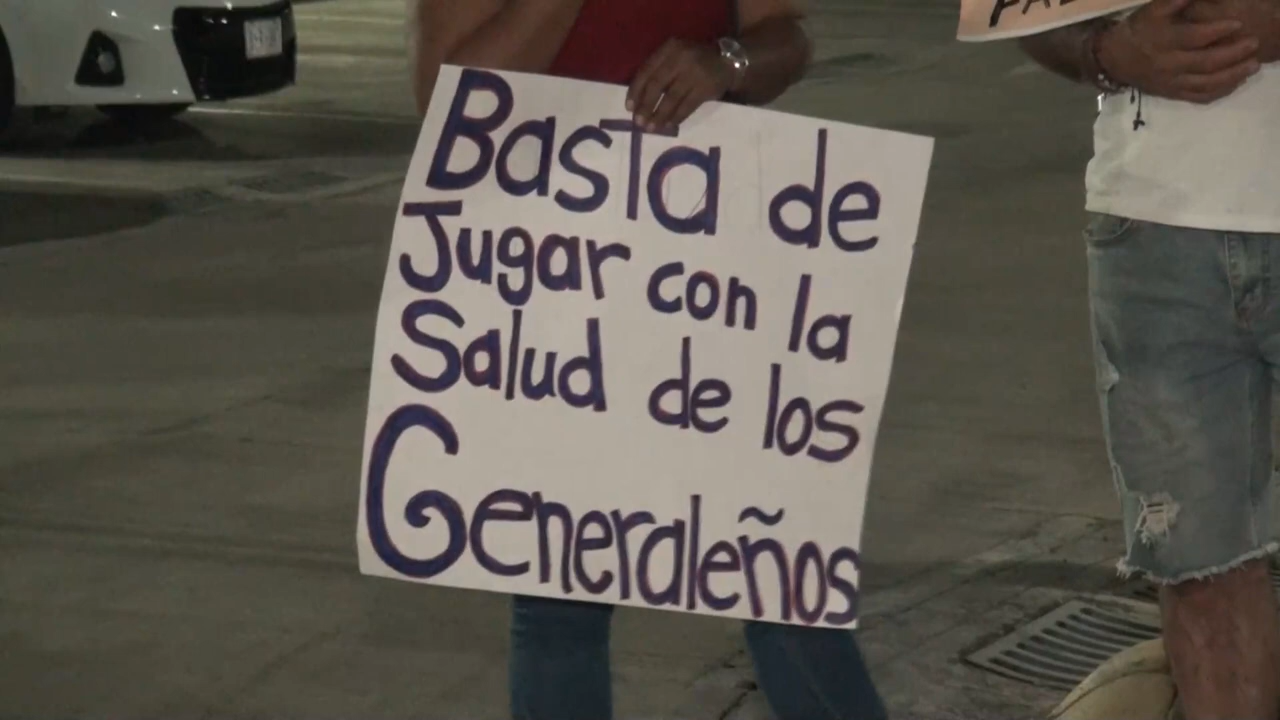 Basta de
Jugar con la
Salud de los
Generaleños